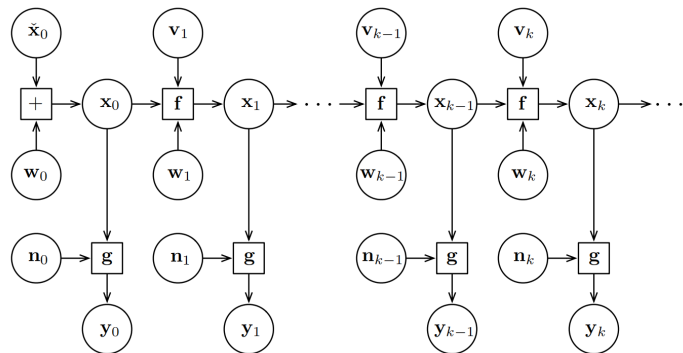 x̌₀ v₁ vₖ₋₁ vₖ
+ x₀ f x₁ ··· f xₖ₋₁ f xₖ ···
w₀ w₁ wₖ₋₁ wₖ
n₀ g n₁ g nₖ₋₁ g nₖ g
y₀ y₁ yₖ₋₁ yₖ